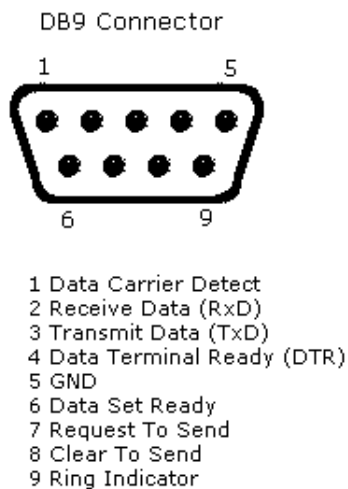 DB9 Connector
1 5
6 9
1 Data Carrier Detect
2 Receive Data (RxD)
3 Transmit Data (TxD)
4 Data Terminal Ready (DTR)
5 GND
6 Data Set Ready
7 Request To Send
8 Clear To Send
9 Ring Indicator